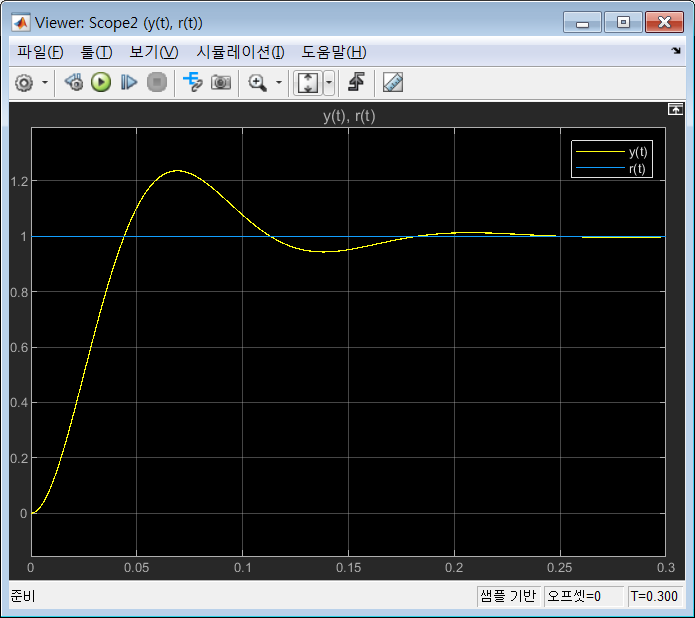 Viewer: Scope2 (y(t), r(t))
파일(F) 툴(T) 보기(V) 시뮬레이션(I) 도움말(H)
y(t), r(t)
y(t)
r(t)
1.2
1
0.8
0.6
0.4
0.2
0
0 0.05 0.1 0.15 0.2 0.25 0.3
준비 샘플 기반 오프셋=0 T=0.300